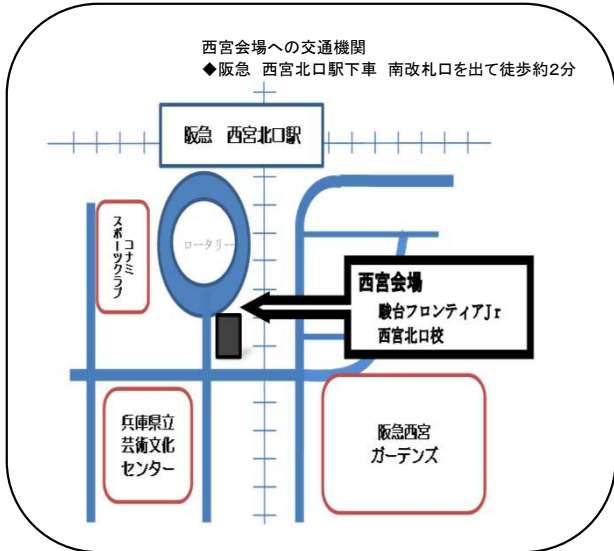 西宮会場への交通機関
◆阪急 西宮北口駅下車 南改札口を出て徒歩約2分
阪急 西宮北口駅
コナミ
スポーツクラブ
ロータリー
西宮会場
駿台フロンティアJr
西宮北口校
兵庫県立
芸術文化
センター
阪急西宮
ガーデンズ